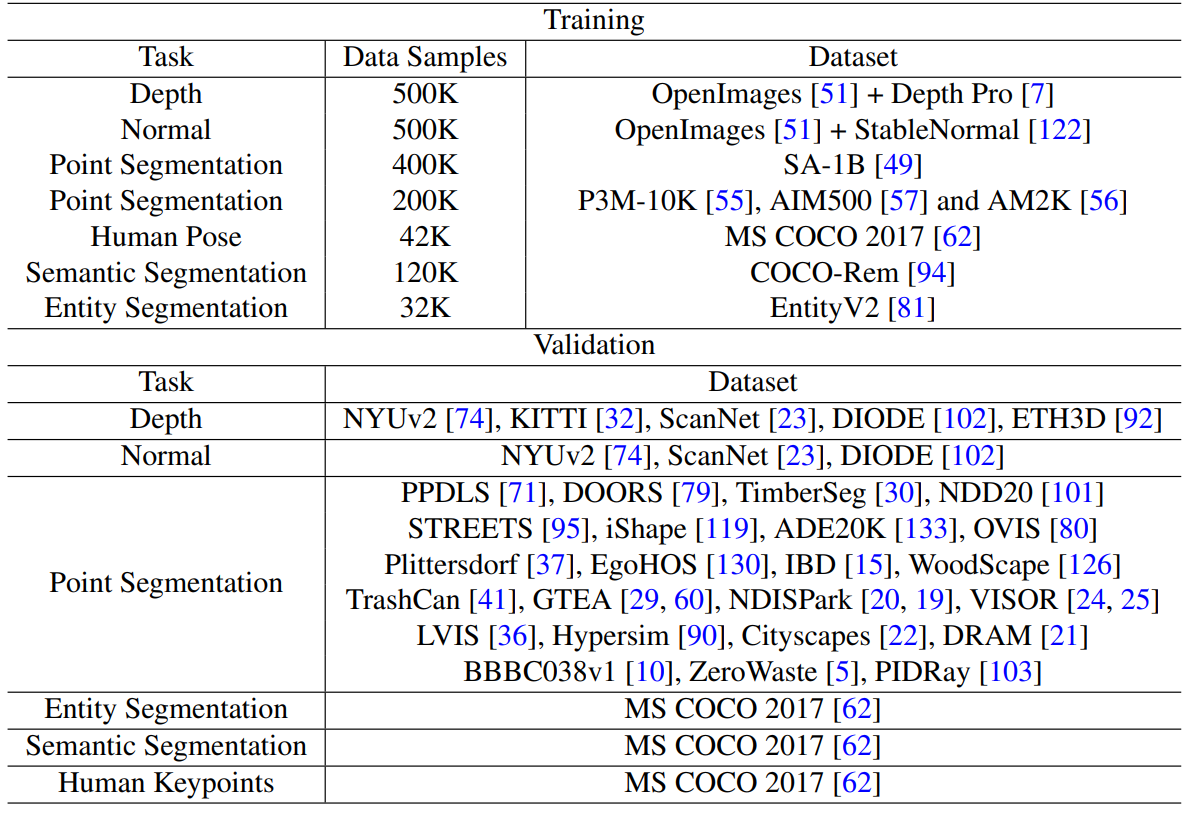 Training
Task Data Samples Dataset
Depth 500K OpenImages [51] + Depth Pro [7]
Normal 500K OpenImages [51] + StableNormal [122]
Point Segmentation 400K SA-1B [49]
Point Segmentation 200K P3M-10K [55], AIM500 [57] and AM2K [56]
Human Pose 42K MS COCO 2017 [62]
Semantic Segmentation 120K COCO-Rem [94]
Entity Segmentation 32K EntityV2 [81]
Validation
Task Dataset
Depth NYUv2 [74], KITTI [32], ScanNet [23], DIODE [102], ETH3D [92]
Normal NYUv2 [74], ScanNet [23], DIODE [102]
Point Segmentation
PPDLS [71], DOORS [79], TimberSeg [30], NDD20 [101]
STREETS [95], iShape [119], ADE20K [133], OVIS [80]
Plittersdorf [37], EgoHOS [130], IBD [15], WoodScape [126]
TrashCan [41], GTEA [29, 60], NDISPark [20, 19], VISOR [24, 25]
LVIS [36], Hypersim [90], Cityscapes [22], DRAM [21]
BBBC038v1 [10], ZeroWaste [5], PIDRay [103]
Entity Segmentation MS COCO 2017 [62]
Semantic Segmentation MS COCO 2017 [62]
Human Keypoints MS COCO 2017 [62]